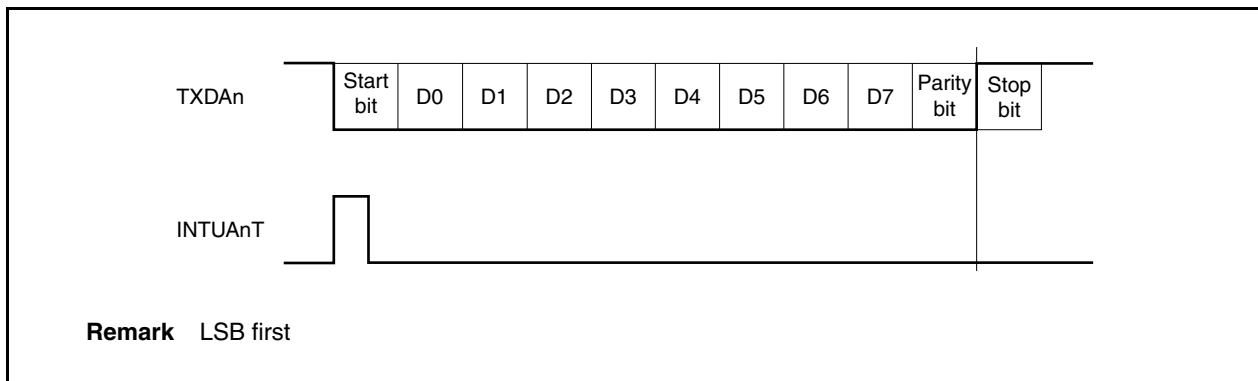 TXDAn
Start bit
D0
D1
D2
D3
D4
D5
D6
D7
Parity bit
Stop bit
INTUAnT
Remark LSB first